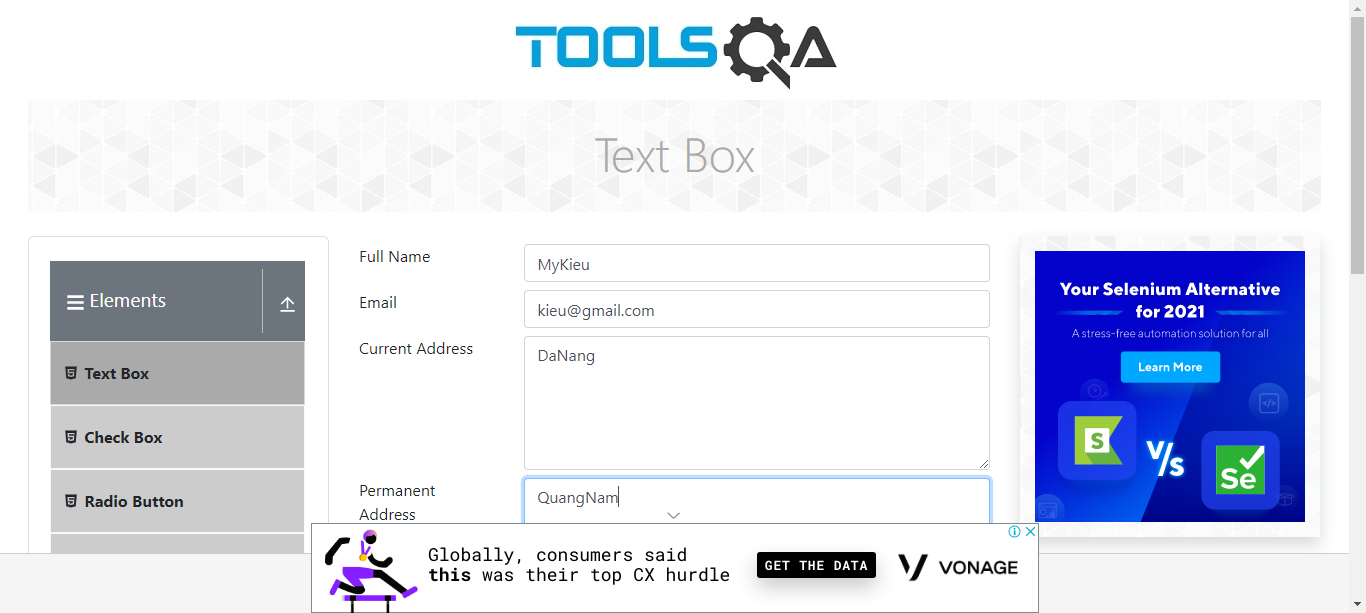 TOOLSQA
Text Box
Elements
Text Box
Check Box
Radio Button
Full Name
MyKieu
Email
kieu@gmail.com
Current Address
DaNang
Permanent
Address
QuangNam
Your Selenium Alternative
for 2021
A stress-free automation solution for all
Learn More
S
V/s
Se
Globally, consumers said
this was their top CX hurdle
GET THE DATA
VONAGE